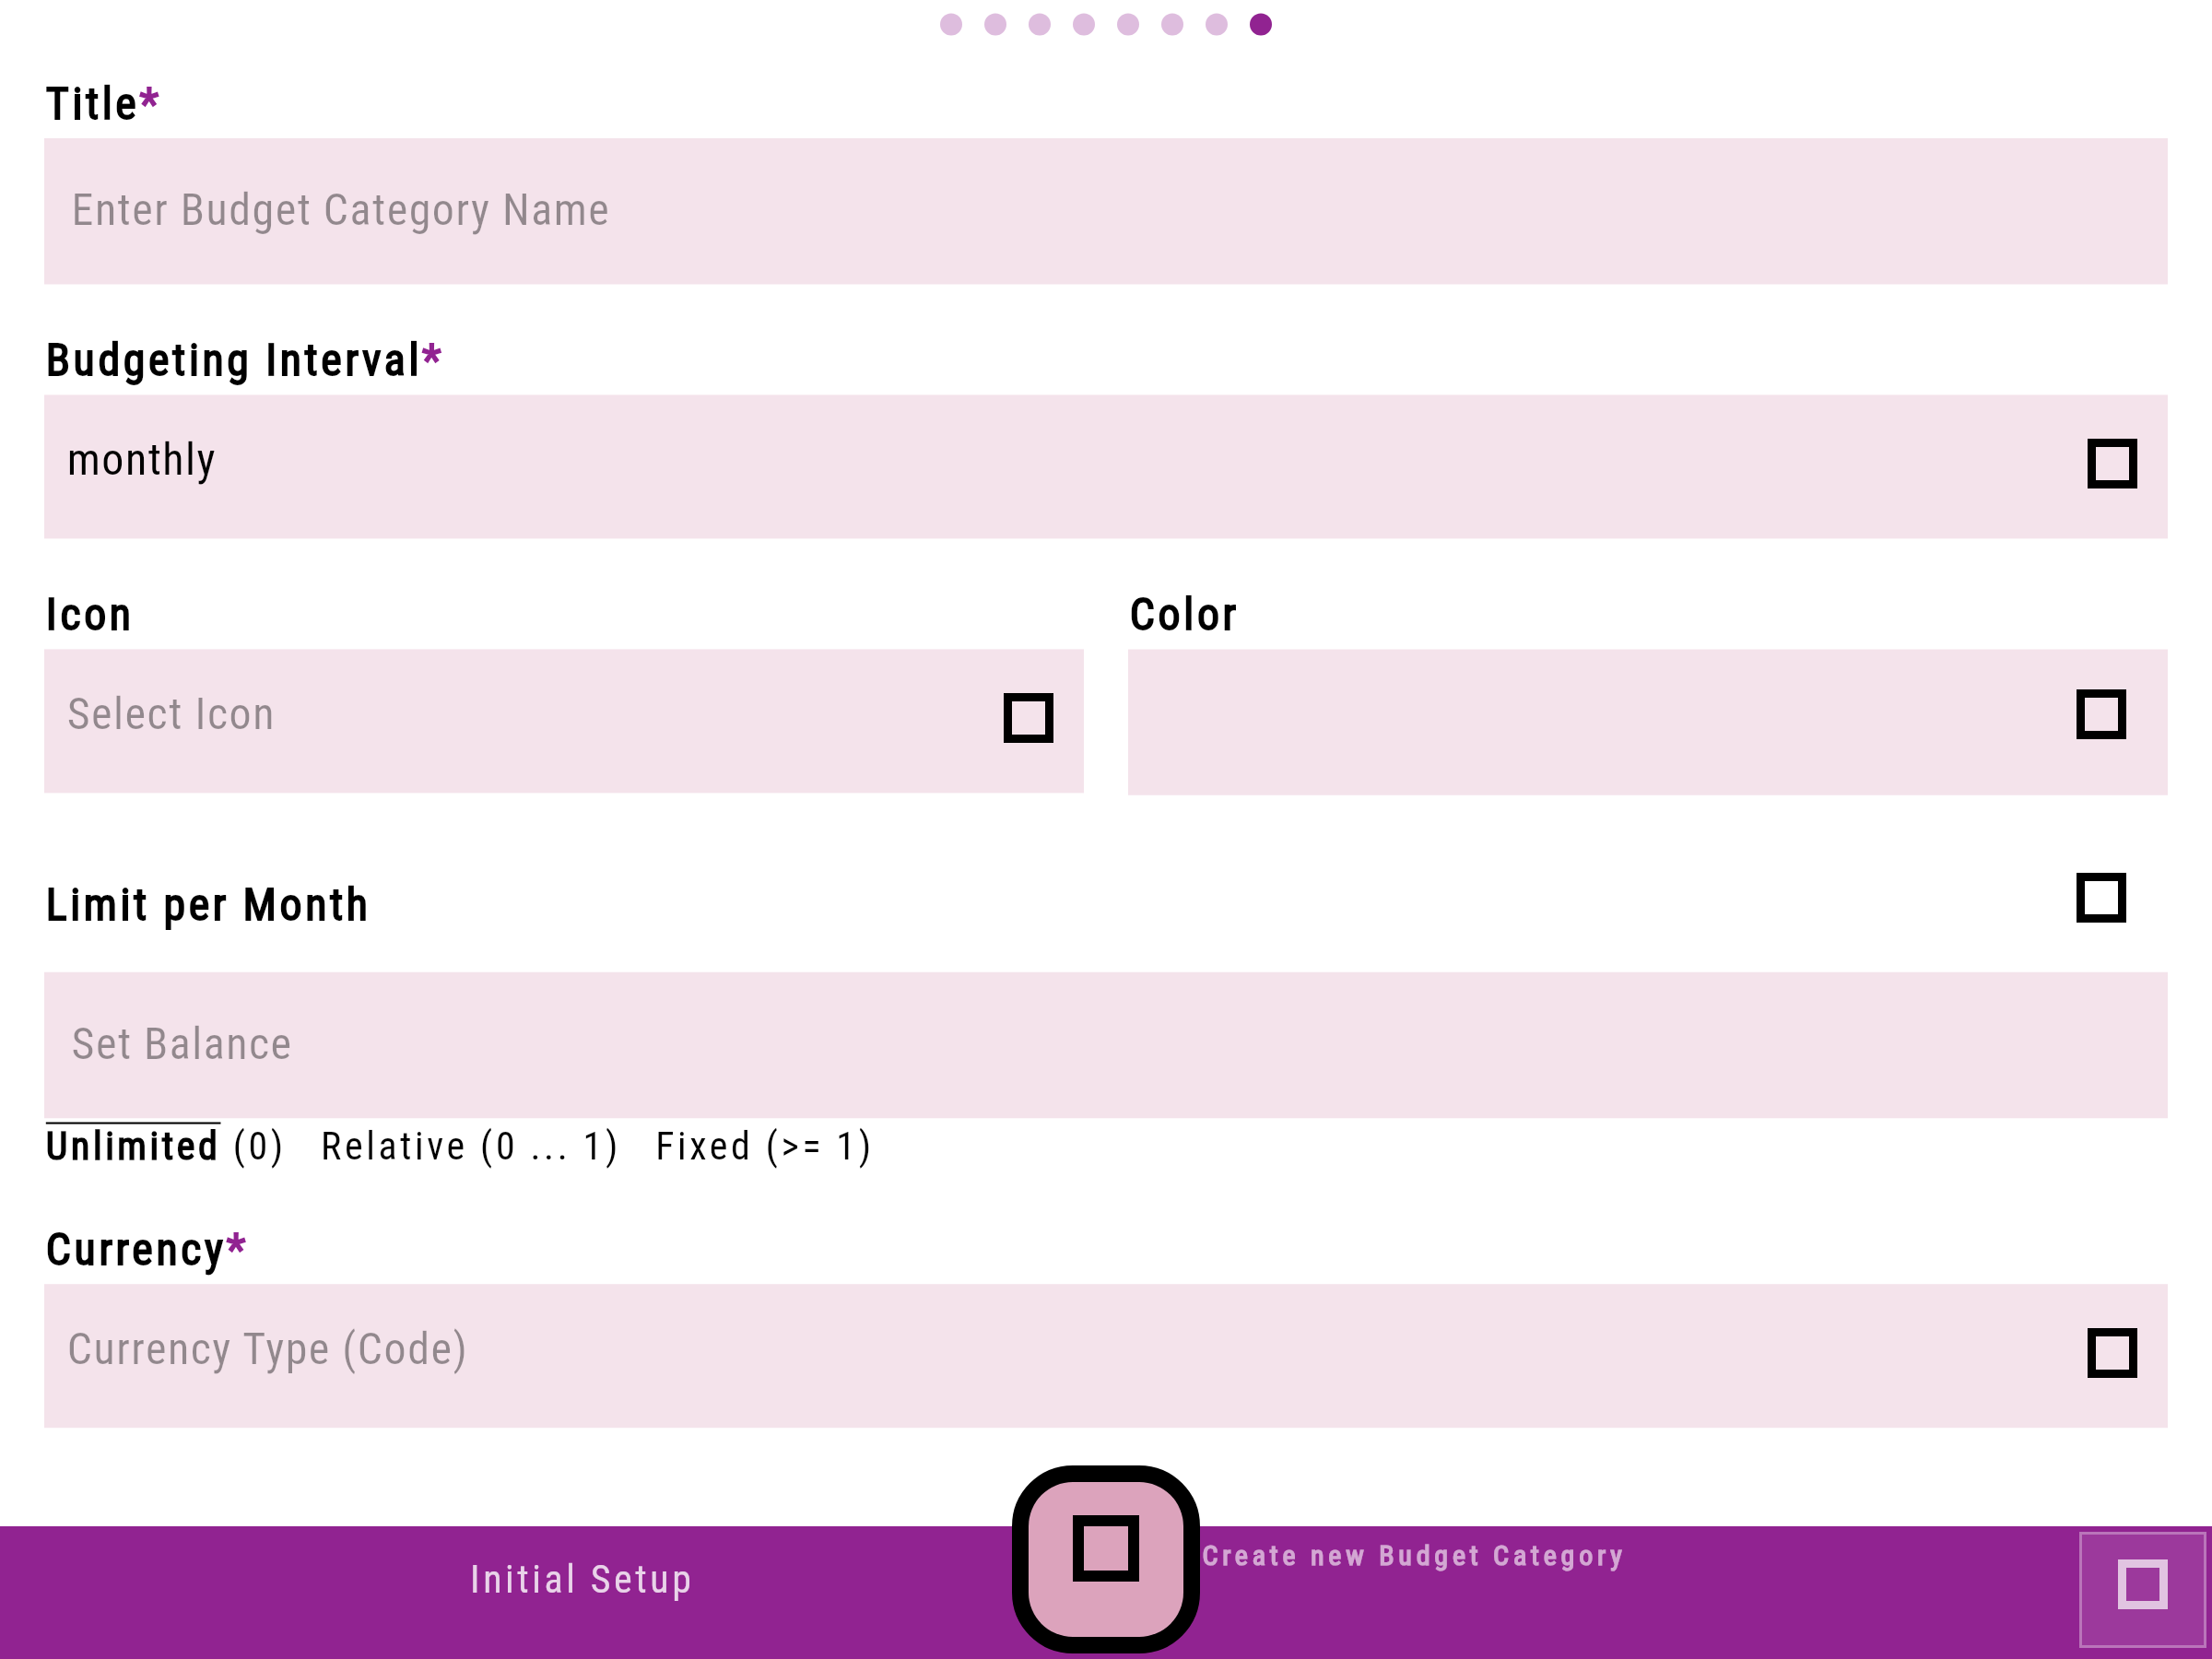 Title*
Enter Budget Category Name
Budgeting Interval*
monthly
Icon
Color
Select Icon
Limit per Month
Set Balance
Unlimited (0) Relative (0 ... 1) Fixed (>= 1)
Currency*
Currency Type (Code)
Initial Setup
Create new Budget Category